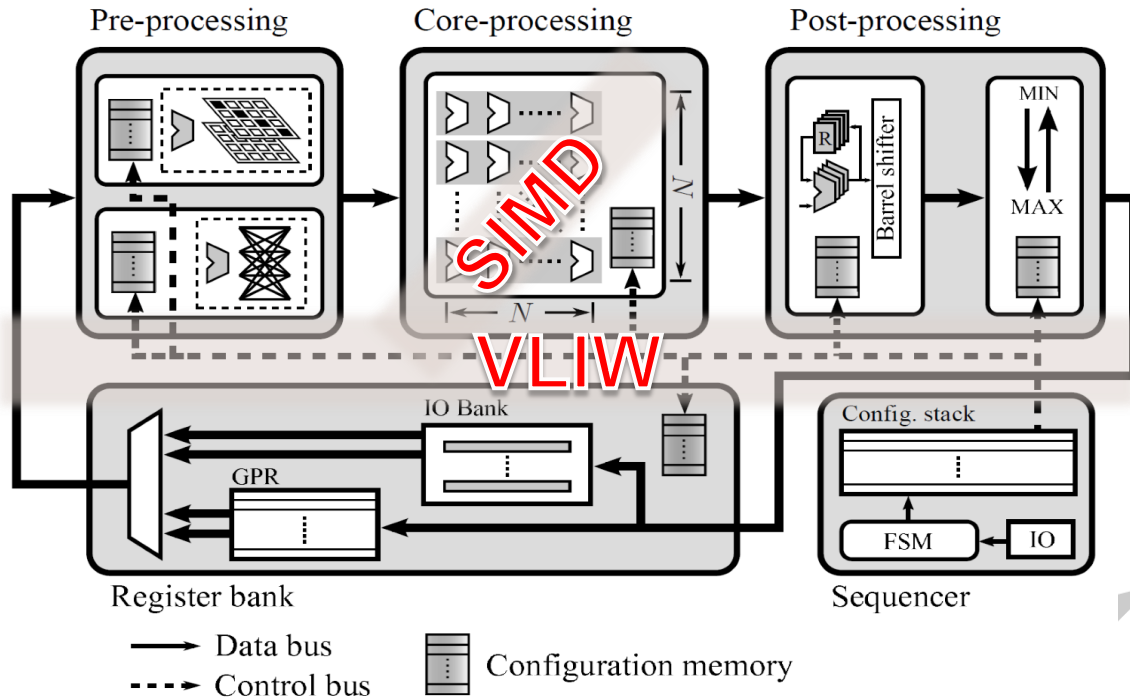 Pre-processing
Core-processing
Post-processing
N
N
R
Barrel shifter
MIN
MAX
SIMD
VLIW
IO Bank
GPR
Config. stack
FSM
IO
Register bank
Sequencer
Data bus
Control bus
Configuration memory